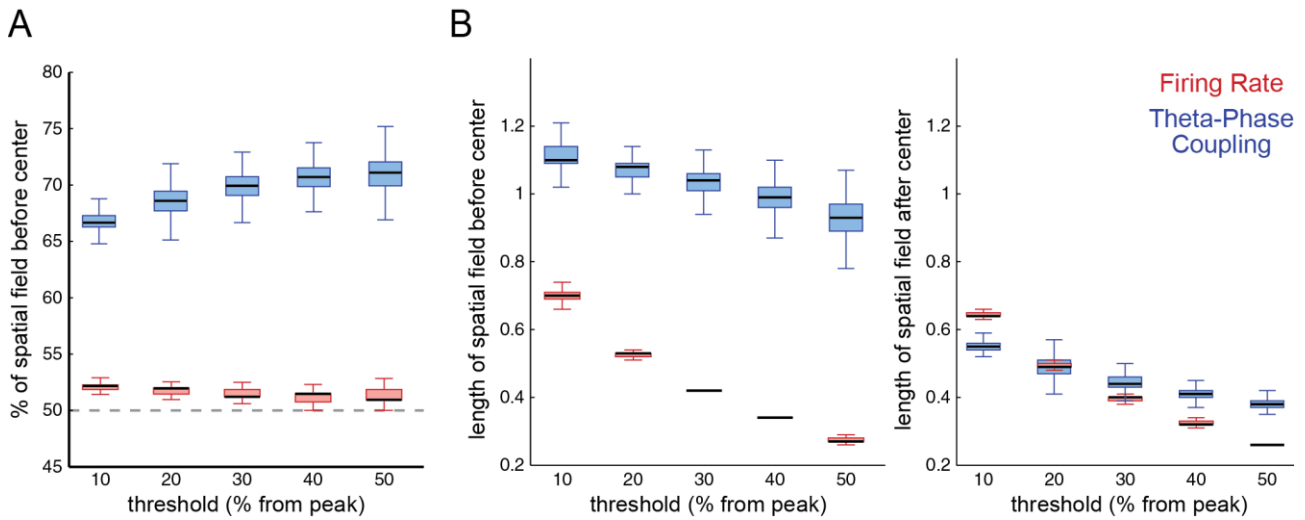 A
% of spatial field before center
80
75
70
65
60
55
50
45
10 20 30 40 50
threshold (% from peak)
B
length of spatial field before center
1.2
1
0.8
0.6
0.4
0.2
10 20 30 40 50
threshold (% from peak)
length of spatial field after center
1.2
1
0.8
0.6
0.4
0.2
10 20 30 40 50
threshold (% from peak)
Firing Rate
Theta-Phase
Coupling